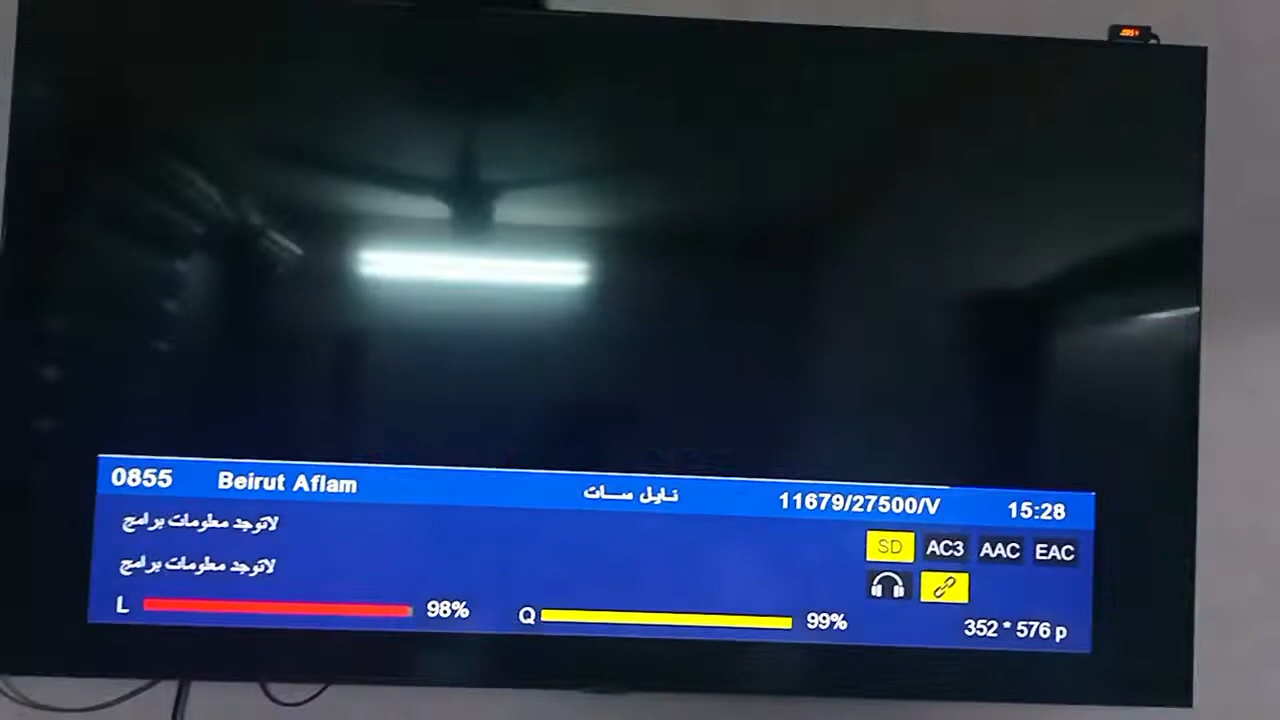 0855 Beirut Aflam نايل سات 11679/27500/V 15:28
لاتوجد معلومات برامج
SD AC3 AAC EAC
لاتوجد معلومات برامج
L 98% Q 99% 352 * 576 p